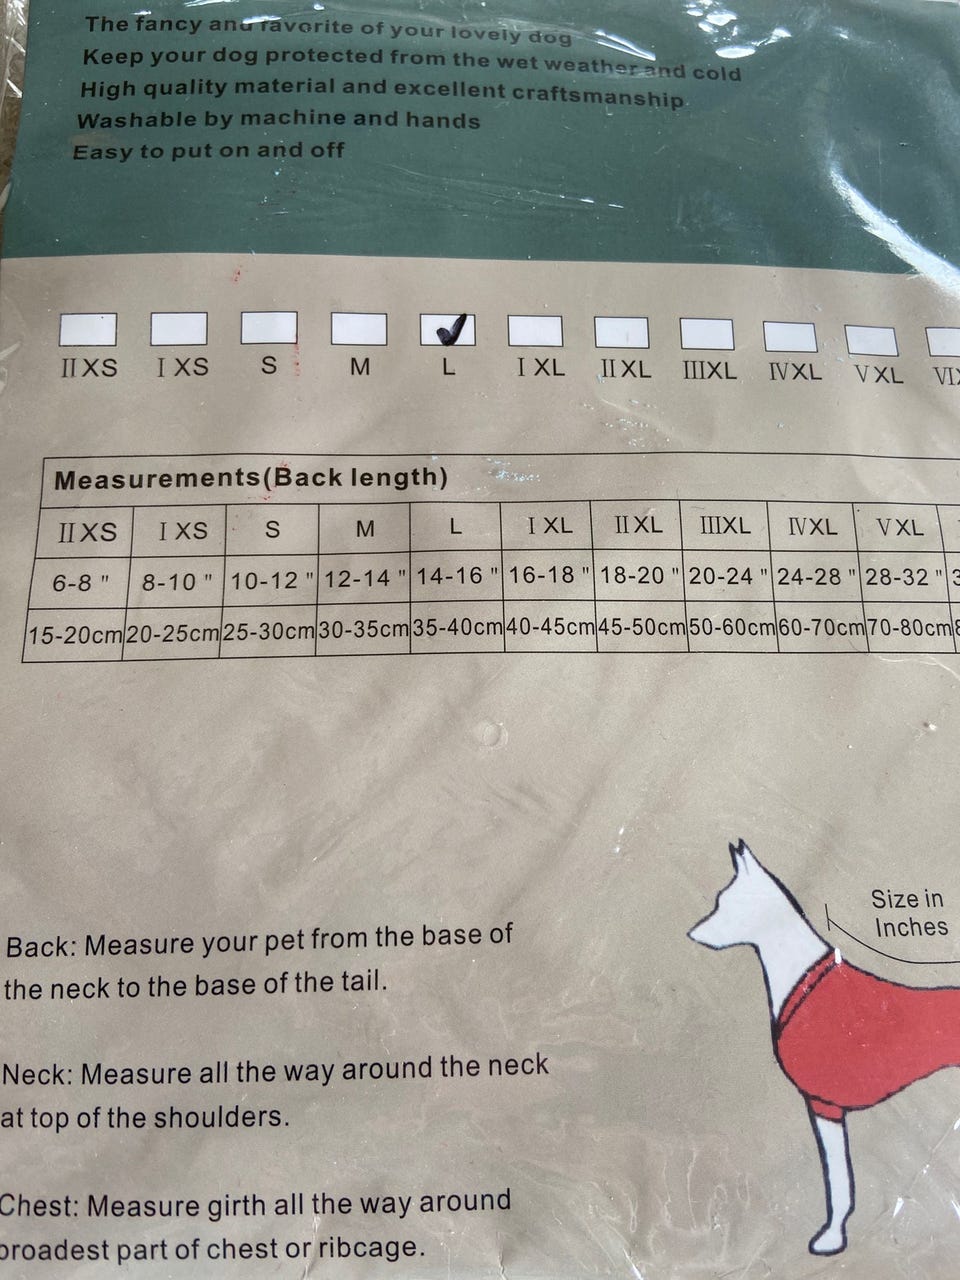 The fancy and favorite of your lovely dog
Keep your dog protected from the wet weather and cold
High quality material and excellent craftsmanship.
Washable by machine and hands
Easy to put on and off
ⅡXS ⅠXS S M L ⅠXL ⅡXL ⅢXL ⅣXL ⅤXL
Measurements(Back length)
ⅡXS ⅠXS S M L ⅠXL ⅡXL ⅢXL ⅣXL ⅤXL
6-8 " 8-10 " 10-12 " 12-14 " 14-16 " 16-18 " 18-20 " 20-24 " 24-28 " 28-32 "
15-20cm 20-25cm 25-30cm 30-35cm 35-40cm 40-45cm 45-50cm 50-60cm 60-70cm 70-80cm
Size in
Inches
Back: Measure your pet from the base of
the neck to the base of the tail.
Neck: Measure all the way around the neck
at top of the shoulders.
Chest: Measure girth all the way around
broadest part of chest or ribcage.